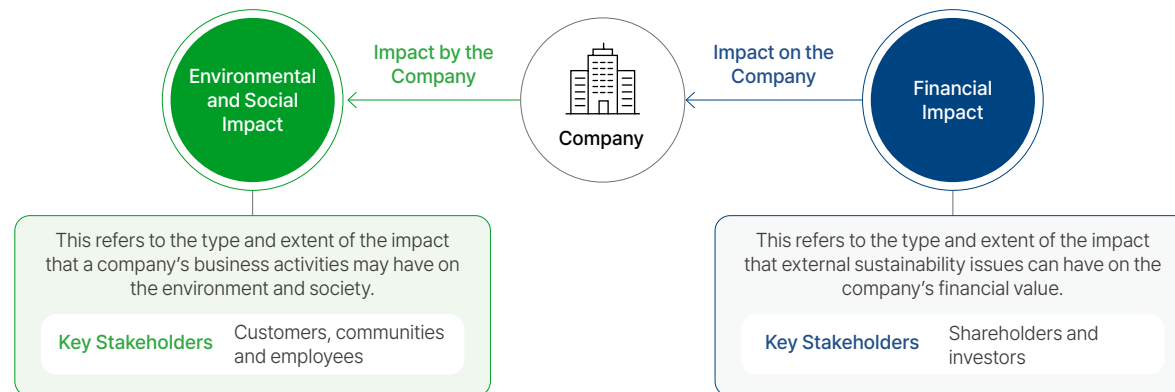 Environmental
and Social
Impact
Impact by the
Company
Company
Impact on the
Company
Financial
Impact
This refers to the type and extent of the impact
that a company’s business activities may have on
the environment and society.
Key Stakeholders
Customers, communities
and employees
This refers to the type and extent of the impact
that external sustainability issues can have on the
company’s financial value.
Key Stakeholders
Shareholders and
investors